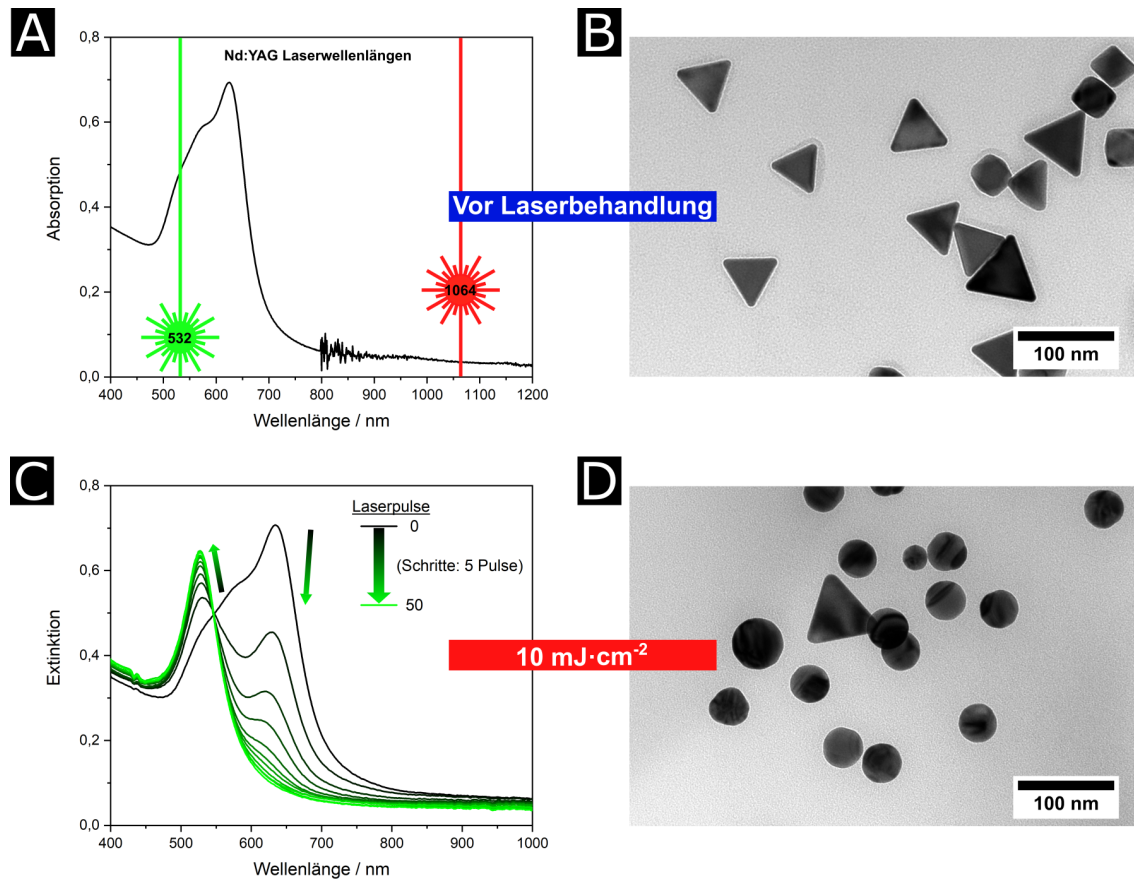 A
0,8
0,6
0,4
0,2
0,0
Absorption
Nd:YAG Laserwellenlängen
532
1064
400 500 600 700 800 900 1000 1100 1200
Wellenlänge / nm
Vor Laserbehandlung
B
100 nm
C
0,8
0,6
0,4
0,2
0,0
Extinktion
Laserpulse
0
(Schritte: 5 Pulse)
50
400 500 600 700 800 900 1000
Wellenlänge / nm
10 mJ·cm⁻²
D
100 nm